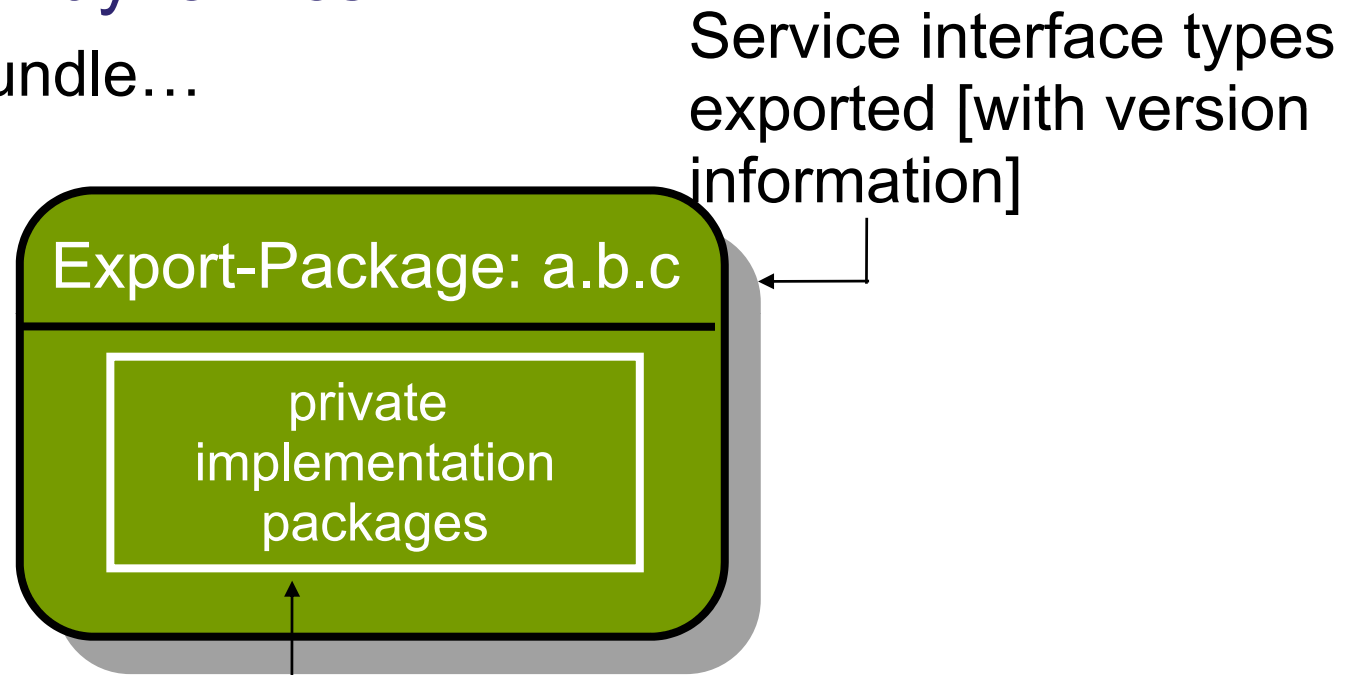 undle…
Service interface types
exported [with version
information]
Export-Package: a.b.c
private
implementation
packages